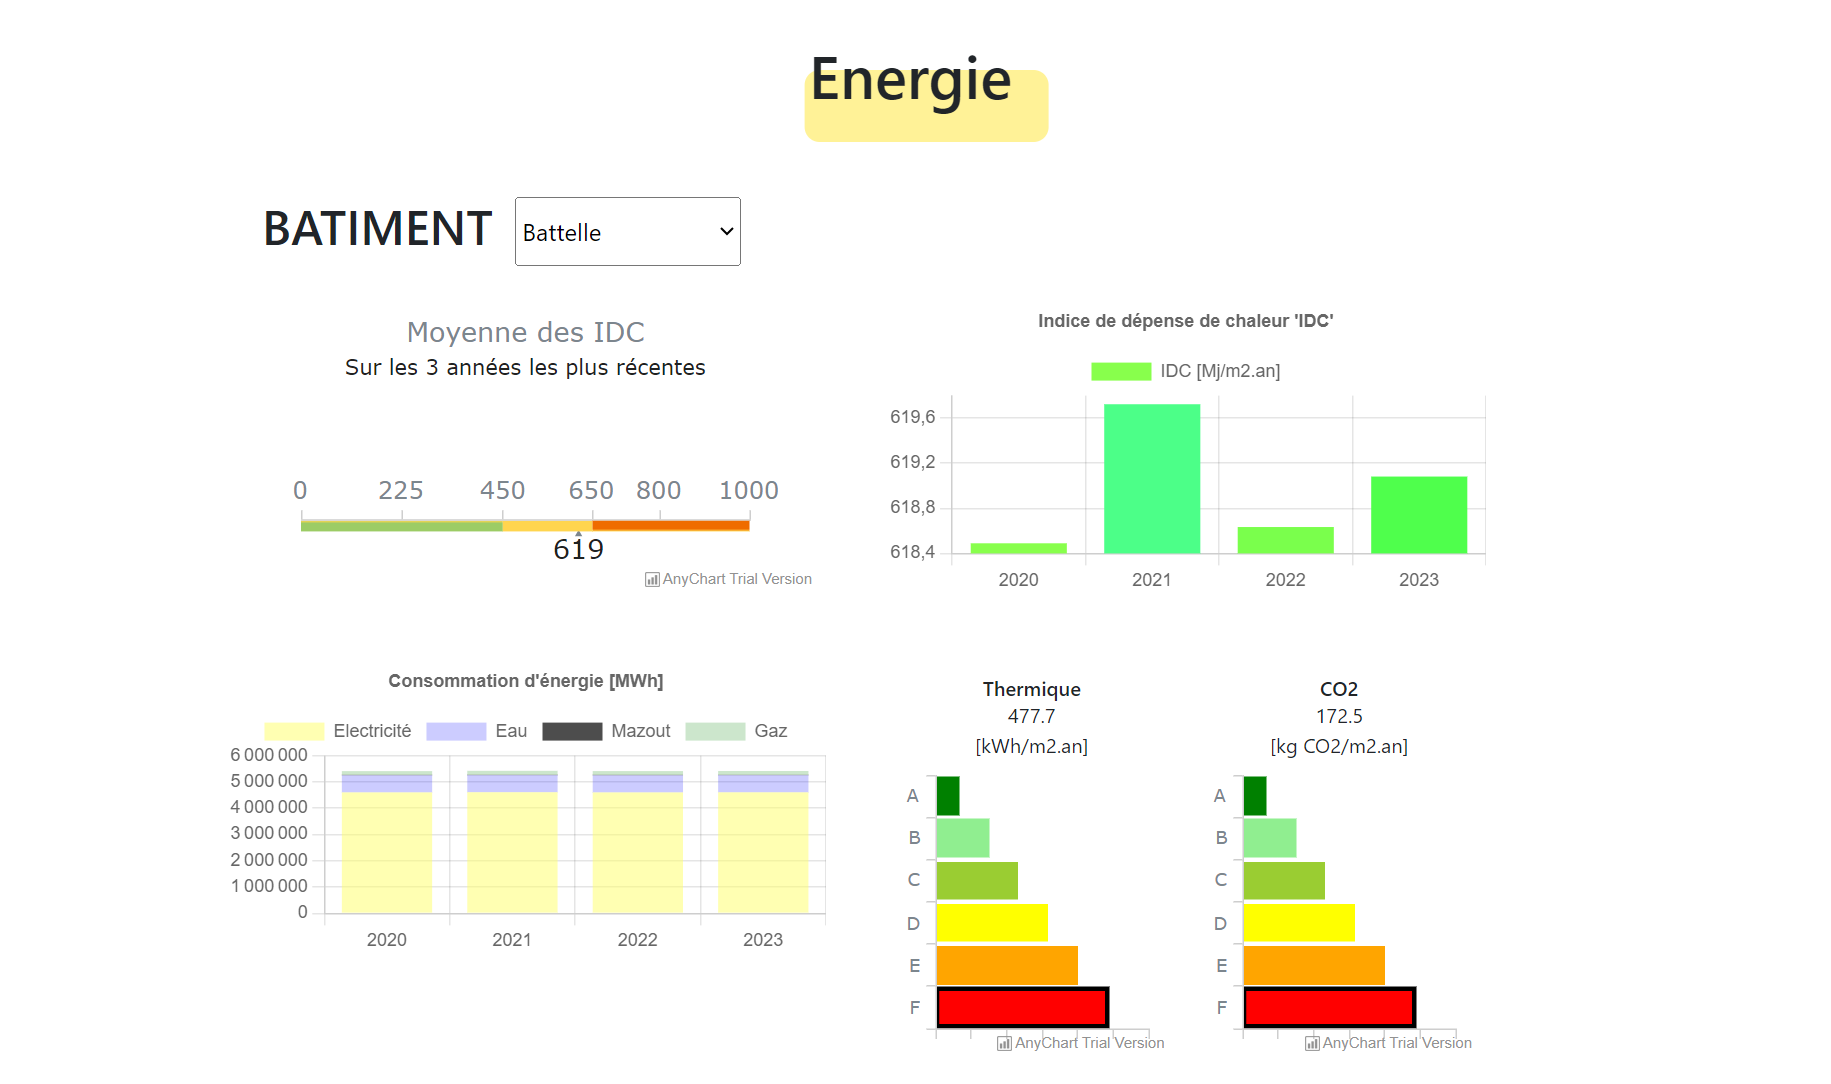 Energie
BATIMENT
Battelle
Moyenne des IDC
Sur les 3 années les plus récentes
0 225 450 650 800 1000
619
AnyChart Trial Version
Indice de dépense de chaleur 'IDC'
IDC [Mj/m2.an]
619,6
619,2
618,8
618,4
2020 2021 2022 2023
Consommation d'énergie [MWh]
Electricité Eau Mazout Gaz
6 000 000
5 000 000
4 000 000
3 000 000
2 000 000
1 000 000
0
2020 2021 2022 2023
Thermique
477.7
[kWh/m2.an]
A
B
C
D
E
F
AnyChart Trial Version
CO2
172.5
[kg CO2/m2.an]
A
B
C
D
E
F
AnyChart Trial Version